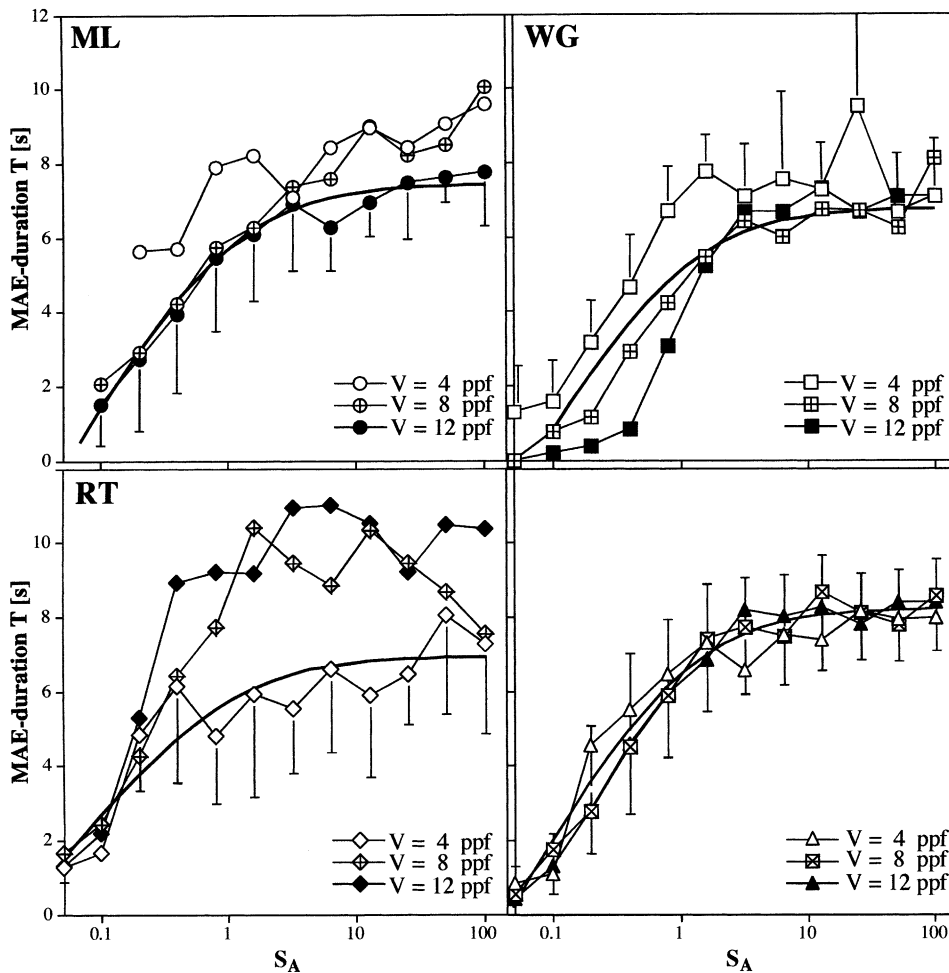 12
ML
WG
10
8
6
4
2
0
MAE-duration T [s]
V = 4 ppf
V = 8 ppf
V = 12 ppf
V = 4 ppf
V = 8 ppf
V = 12 ppf
RT
10
8
6
4
2
0
MAE-duration T [s]
V = 4 ppf
V = 8 ppf
V = 12 ppf
V = 4 ppf
V = 8 ppf
V = 12 ppf
0.1 1 10 100
0.1 1 10 100
SA
SA